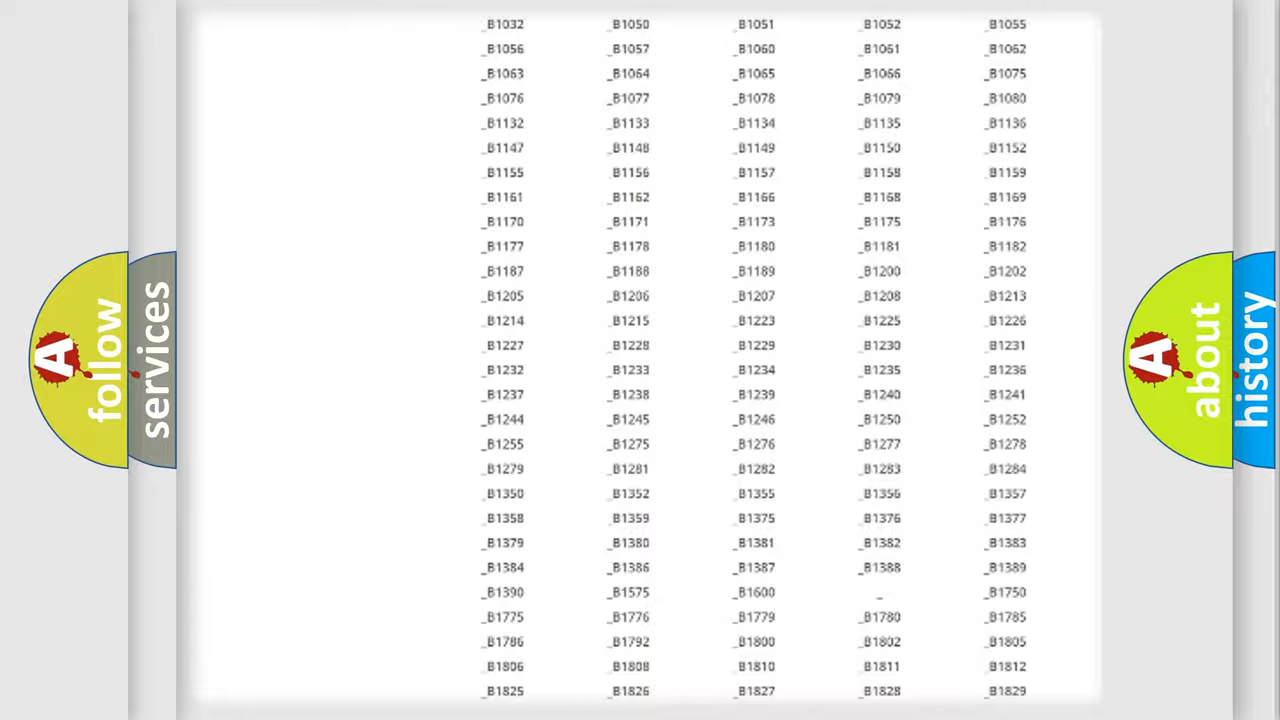 _B1032 _B1050 _B1051 _B1052 _B1055
_B1056 _B1057 _B1060 _B1061 _B1062
_B1063 _B1064 _B1065 _B1066 _B1075
_B1076 _B1077 _B1078 _B1079 _B1080
_B1132 _B1133 _B1134 _B1135 _B1136
_B1147 _B1148 _B1149 _B1150 _B1152
_B1155 _B1156 _B1157 _B1158 _B1159
_B1161 _B1162 _B1166 _B1168 _B1169
_B1170 _B1171 _B1173 _B1175 _B1176
_B1177 _B1178 _B1180 _B1181 _B1182
_B1187 _B1188 _B1189 _B1200 _B1202
_B1205 _B1206 _B1207 _B1208 _B1213
_B1214 _B1215 _B1223 _B1225 _B1226
_B1227 _B1228 _B1229 _B1230 _B1231
_B1232 _B1233 _B1234 _B1235 _B1236
_B1237 _B1238 _B1239 _B1240 _B1241
_B1244 _B1245 _B1246 _B1250 _B1252
_B1255 _B1275 _B1276 _B1277 _B1278
_B1279 _B1281 _B1282 _B1283 _B1284
_B1350 _B1352 _B1355 _B1356 _B1357
_B1358 _B1359 _B1375 _B1376 _B1377
_B1379 _B1380 _B1381 _B1382 _B1383
_B1384 _B1386 _B1387 _B1388 _B1389
_B1390 _B1575 _B1600 _ _B1750
_B1775 _B1776 _B1779 _B1780 _B1785
_B1786 _B1792 _B1800 _B1802 _B1805
_B1806 _B1808 _B1810 _B1811 _B1812
_B1825 _B1826 _B1827 _B1828 _B1829
A follow
services
A about
history